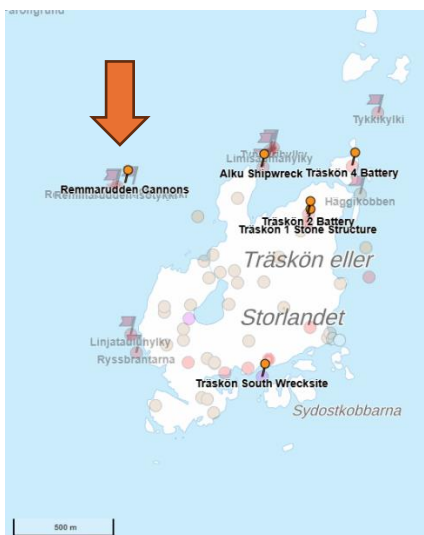 Tykkikylki
Remmarudden Cannons
Alku Shipwreck
Träskön 4 Battery
Häggikobben
Träskön 2 Battery
Träskön 1 Stone Structure
Träskön eller
Storlandet
Ryssbrantarna
Träskön South Wrecksite
Sydostkobbarna
500 m